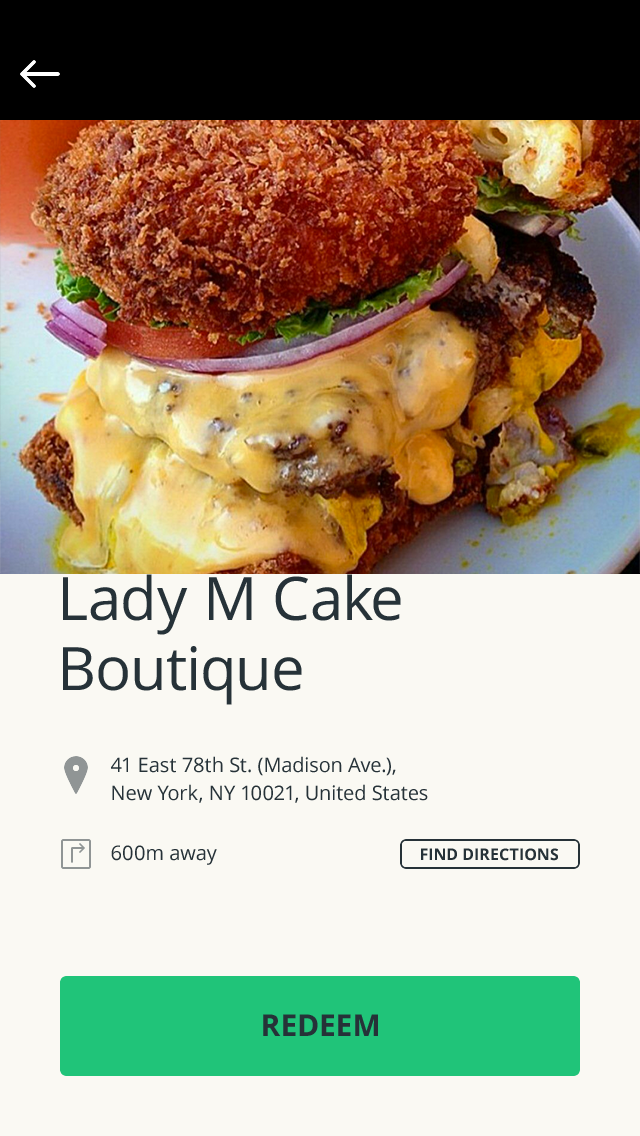 Lady M Cake
Boutique
41 East 78th St. (Madison Ave.),
New York, NY 10021, United States
600m away
FIND DIRECTIONS
REDEEM